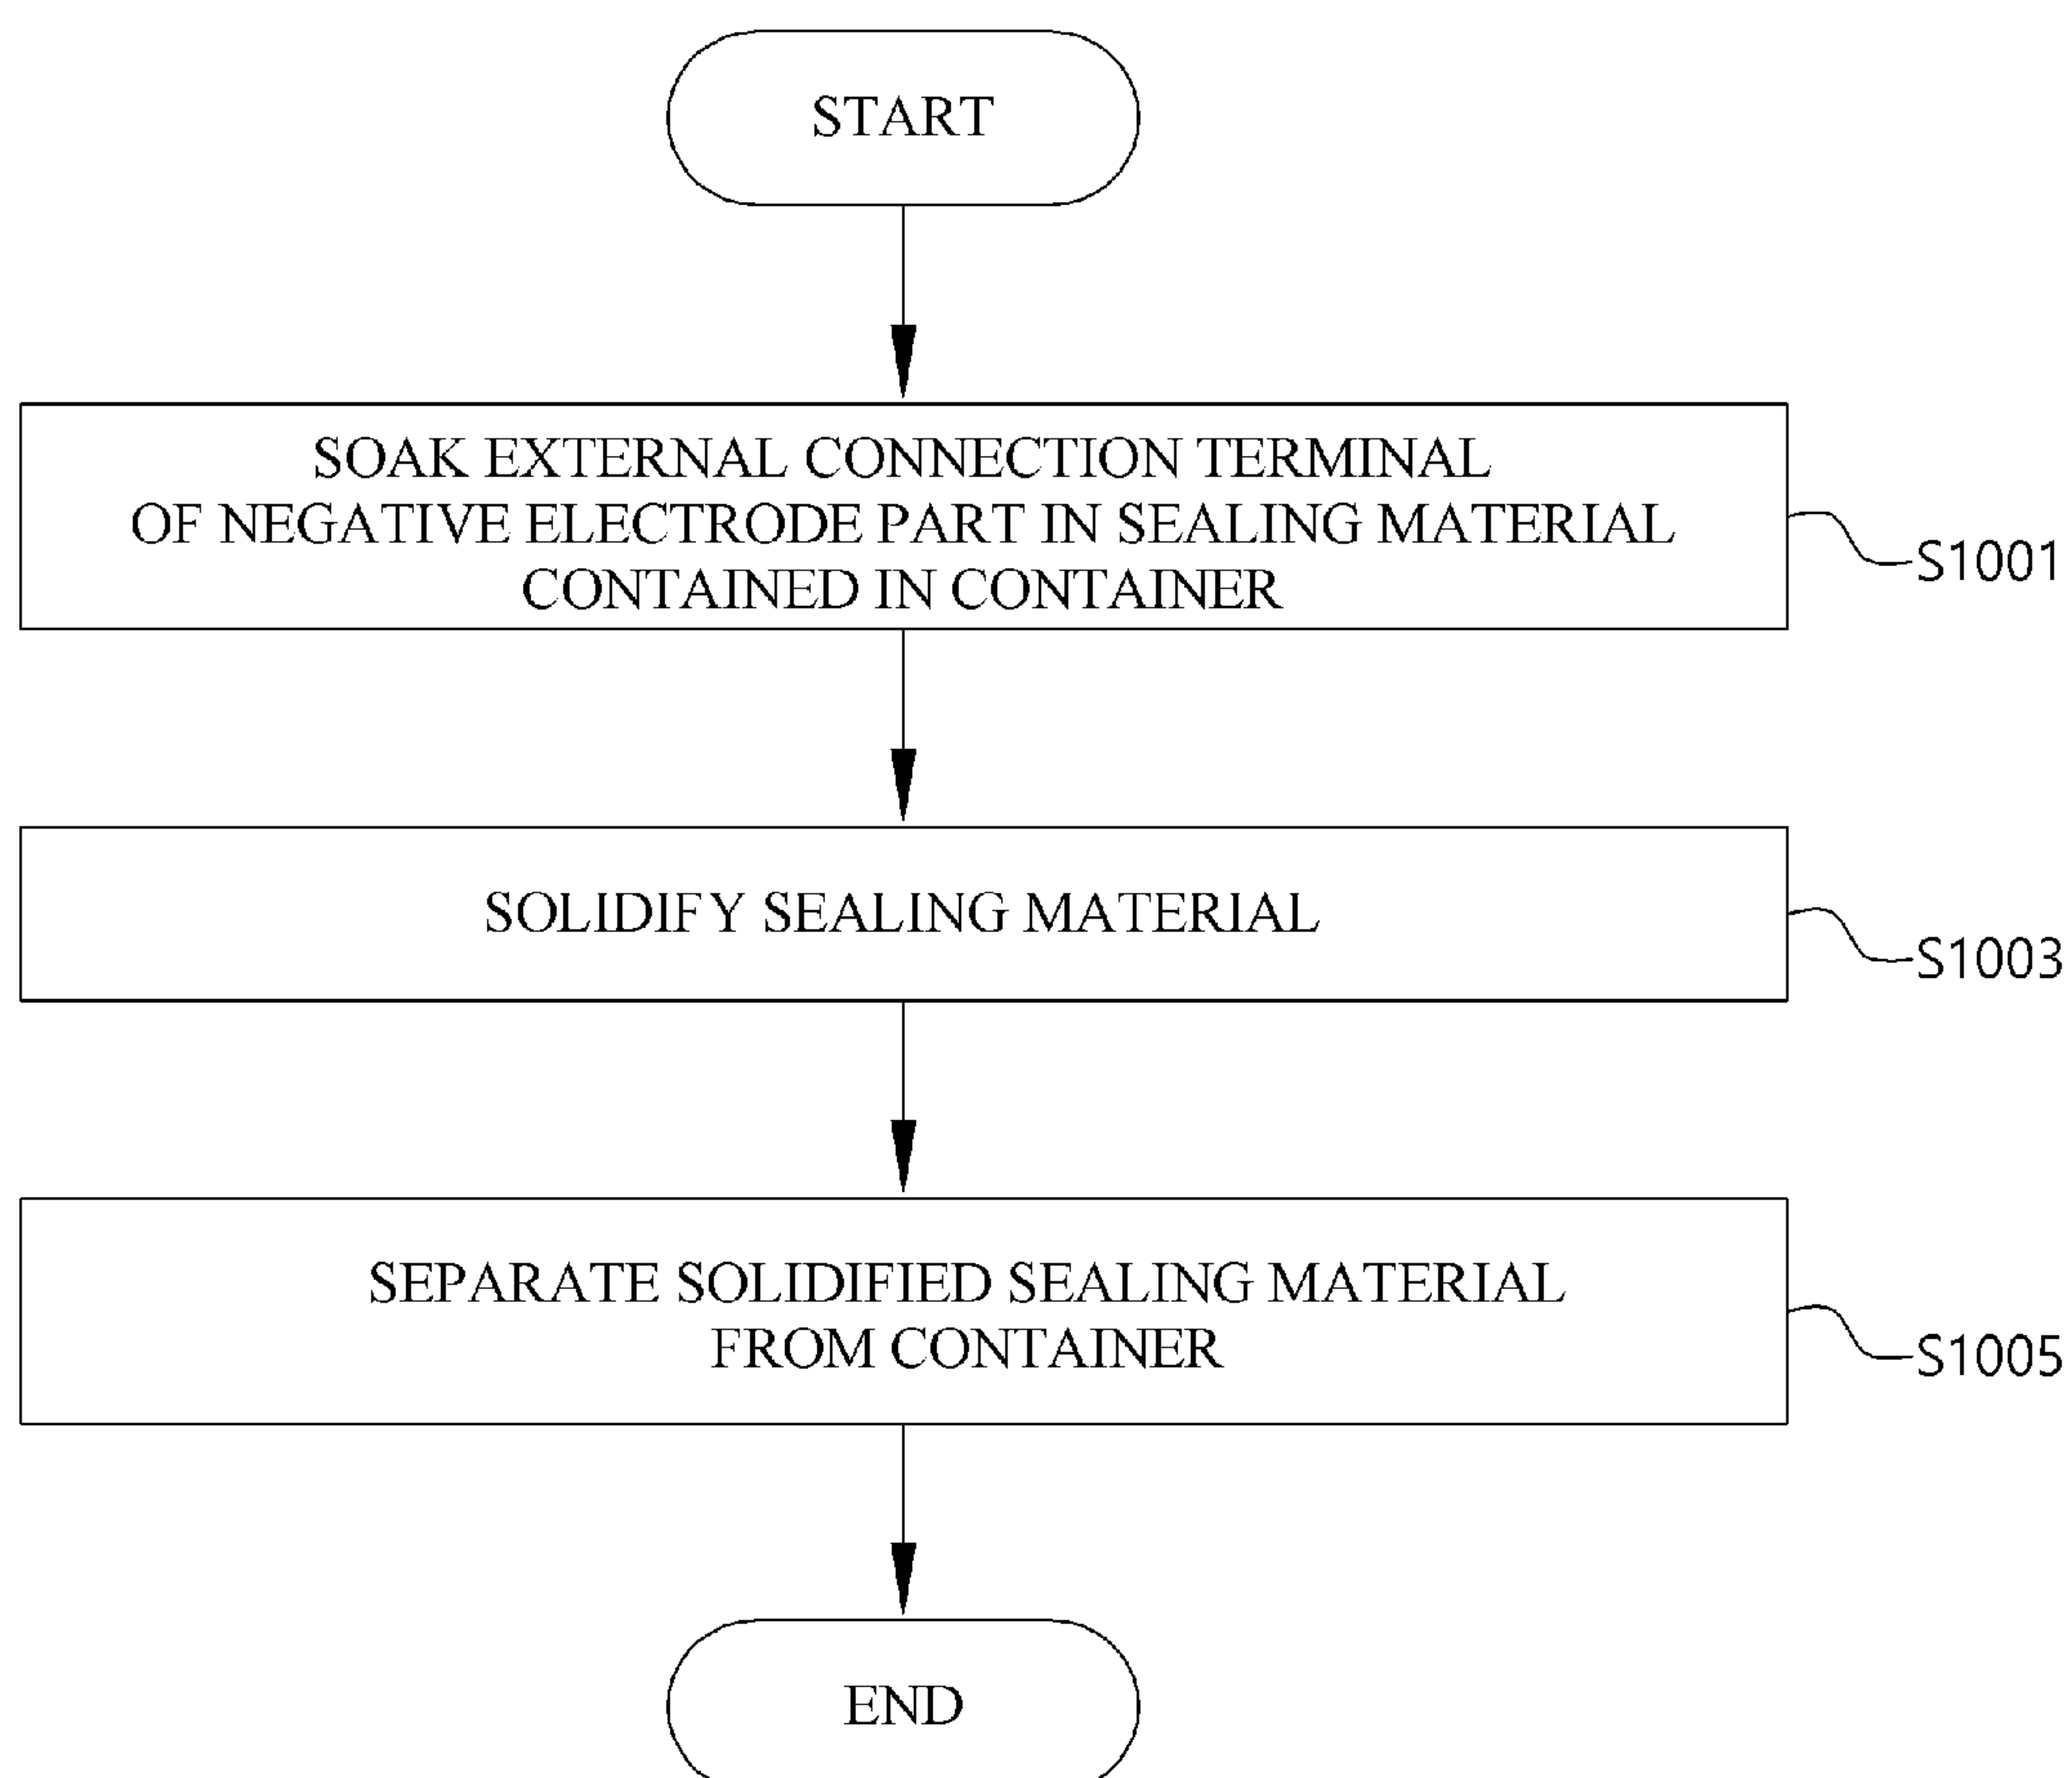 START
SOAK EXTERNAL CONNECTION TERMINAL
OF NEGATIVE ELECTRODE PART IN SEALING MATERIAL
CONTAINED IN CONTAINER
S1001
SOLIDIFY SEALING MATERIAL
S1003
SEPARATE SOLIDIFIED SEALING MATERIAL
FROM CONTAINER
S1005
END